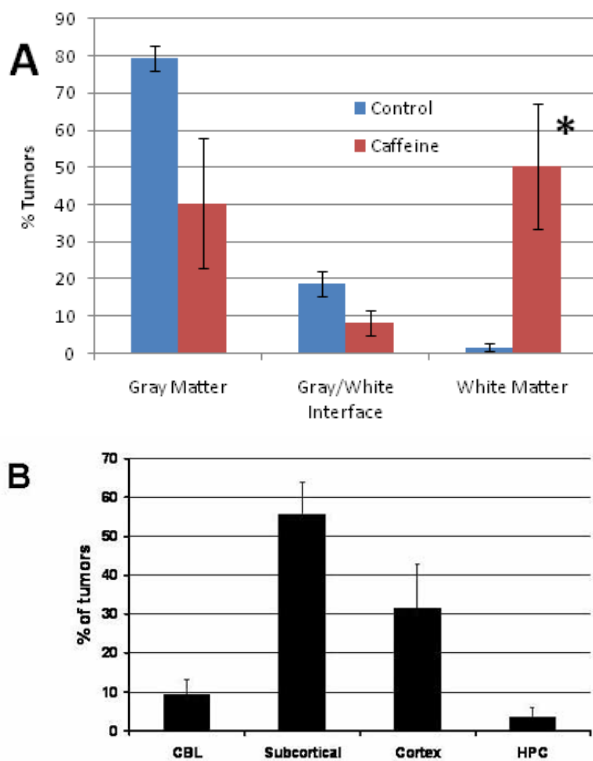 A
90
80
70
60
50
40
30
20
10
0
% Tumors
Control
Caffeine
*
Gray Matter
Gray/White
Interface
White Matter
B
70
60
50
40
30
20
10
0
% of tumors
CBL
Subcortical
Cortex
HPC